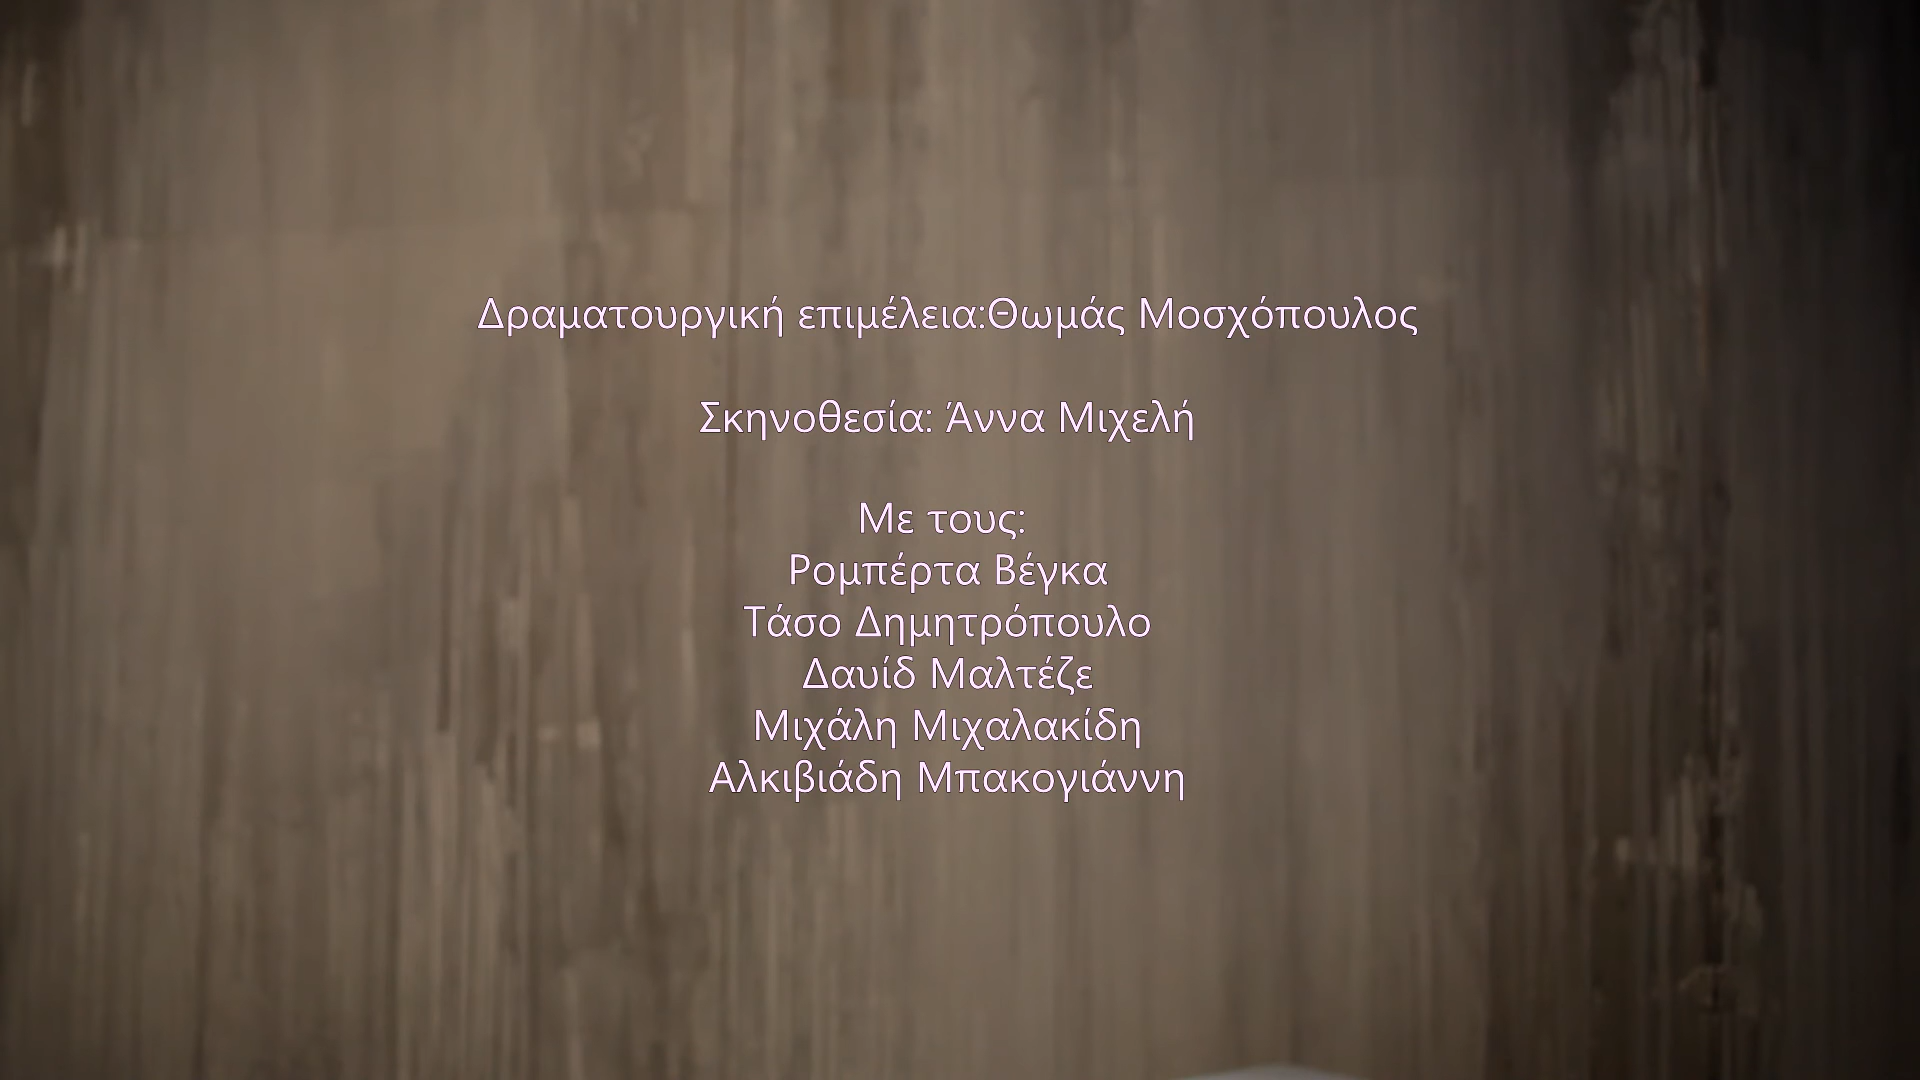 Δραματουργική επιμέλεια:Θωμάς Μοσχόπουλος
Σκηνοθεσία: Άννα Μιχελή
Με τους:
Ρομπέρτα Βέγκα
Τάσο Δημητρόπουλο
Δαυίδ Μαλτέζε
Μιχάλη Μιχαλακίδη
Αλκιβιάδη Μπακογιάννη